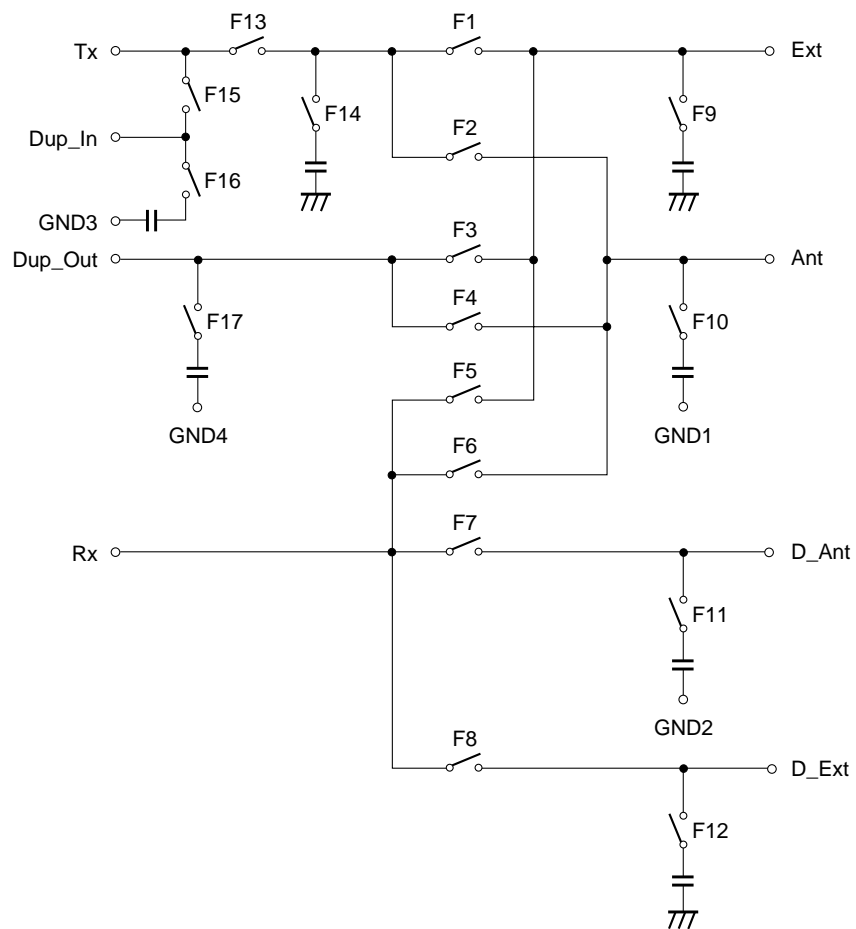 F13
F1
Tx
Ext
F15
F14
F9
Dup_In
F2
F16
GND3
F3
Dup_Out
Ant
F4
F17
F10
F5
GND4
GND1
F6
F7
Rx
D_Ant
F11
GND2
F8
D_Ext
F12